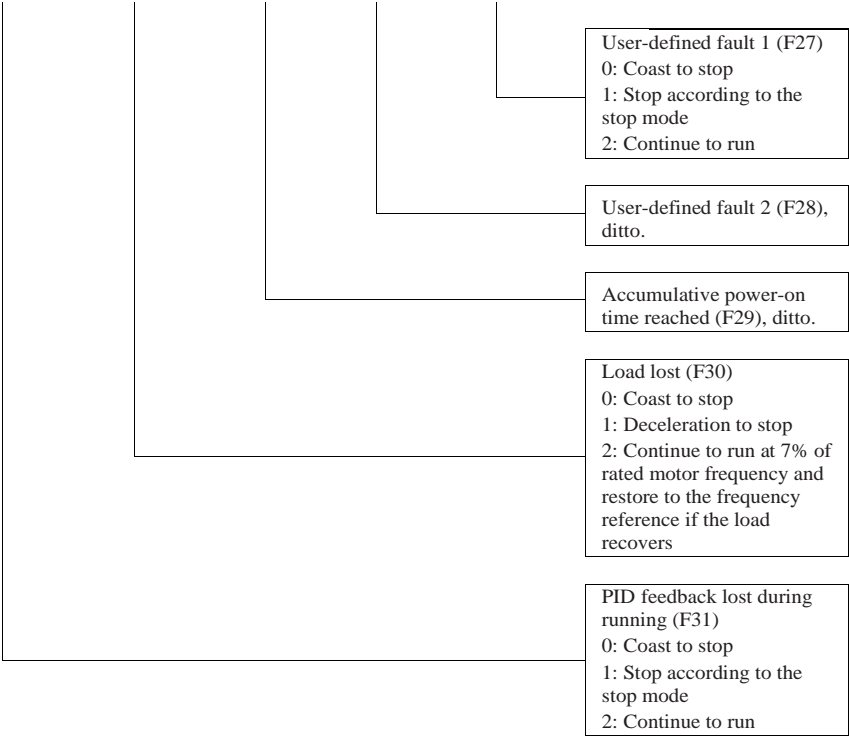 User-defined fault 1 (F27)
0: Coast to stop
1: Stop according to the
stop mode
2: Continue to run
User-defined fault 2 (F28),
ditto.
Accumulative power-on
time reached (F29), ditto.
Load lost (F30)
0: Coast to stop
1: Deceleration to stop
2: Continue to run at 7% of
rated motor frequency and
restore to the frequency
reference if the load
recovers
PID feedback lost during
running (F31)
0: Coast to stop
1: Stop according to the
stop mode
2: Continue to run